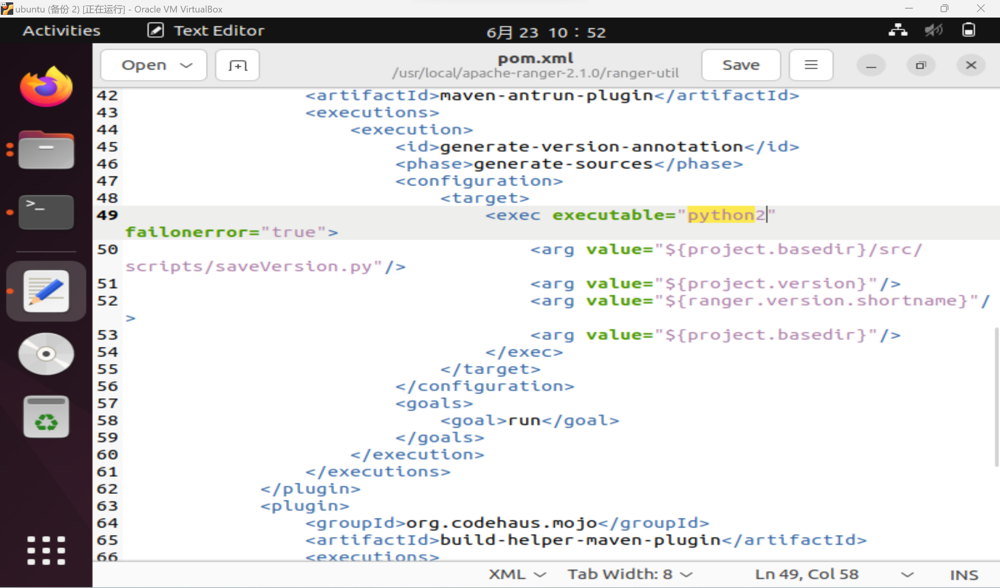 64
ubuntu (备份 2) [正在运行] - Oracle VM VirtualBox
Activities
Text Editor
6月 23 10：52
Open
pom.xml
/usr/local/apache-ranger-2.1.0/ranger-util
Save
42 <artifactId>maven-antrun-plugin</artifactId>
43 <executions>
44 <execution>
45 <id>generate-version-annotation</id>
46 <phase>generate-sources</phase>
47 <configuration>
48 <target>
49 <exec executable="python2"
failonerror="true">
50 <arg value="${project.basedir}/src/
scripts/saveVersion.py"/>
51 <arg value="${project.version}"/>
52 <arg value="${ranger.version.shortname}"/
>
53 <arg value="${project.basedir}"/>
54 </exec>
55 </target>
56 </configuration>
57 <goals>
58 <goal>run</goal>
59 </goals>
60 </execution>
61 </executions>
62 </plugin>
63 <plugin>
64 <groupId>org.codehaus.mojo</groupId>
65 <artifactId>build-helper-maven-plugin</artifactId>
66 <executions>
XML
Tab Width: 8
Ln 49, Col 58
INS